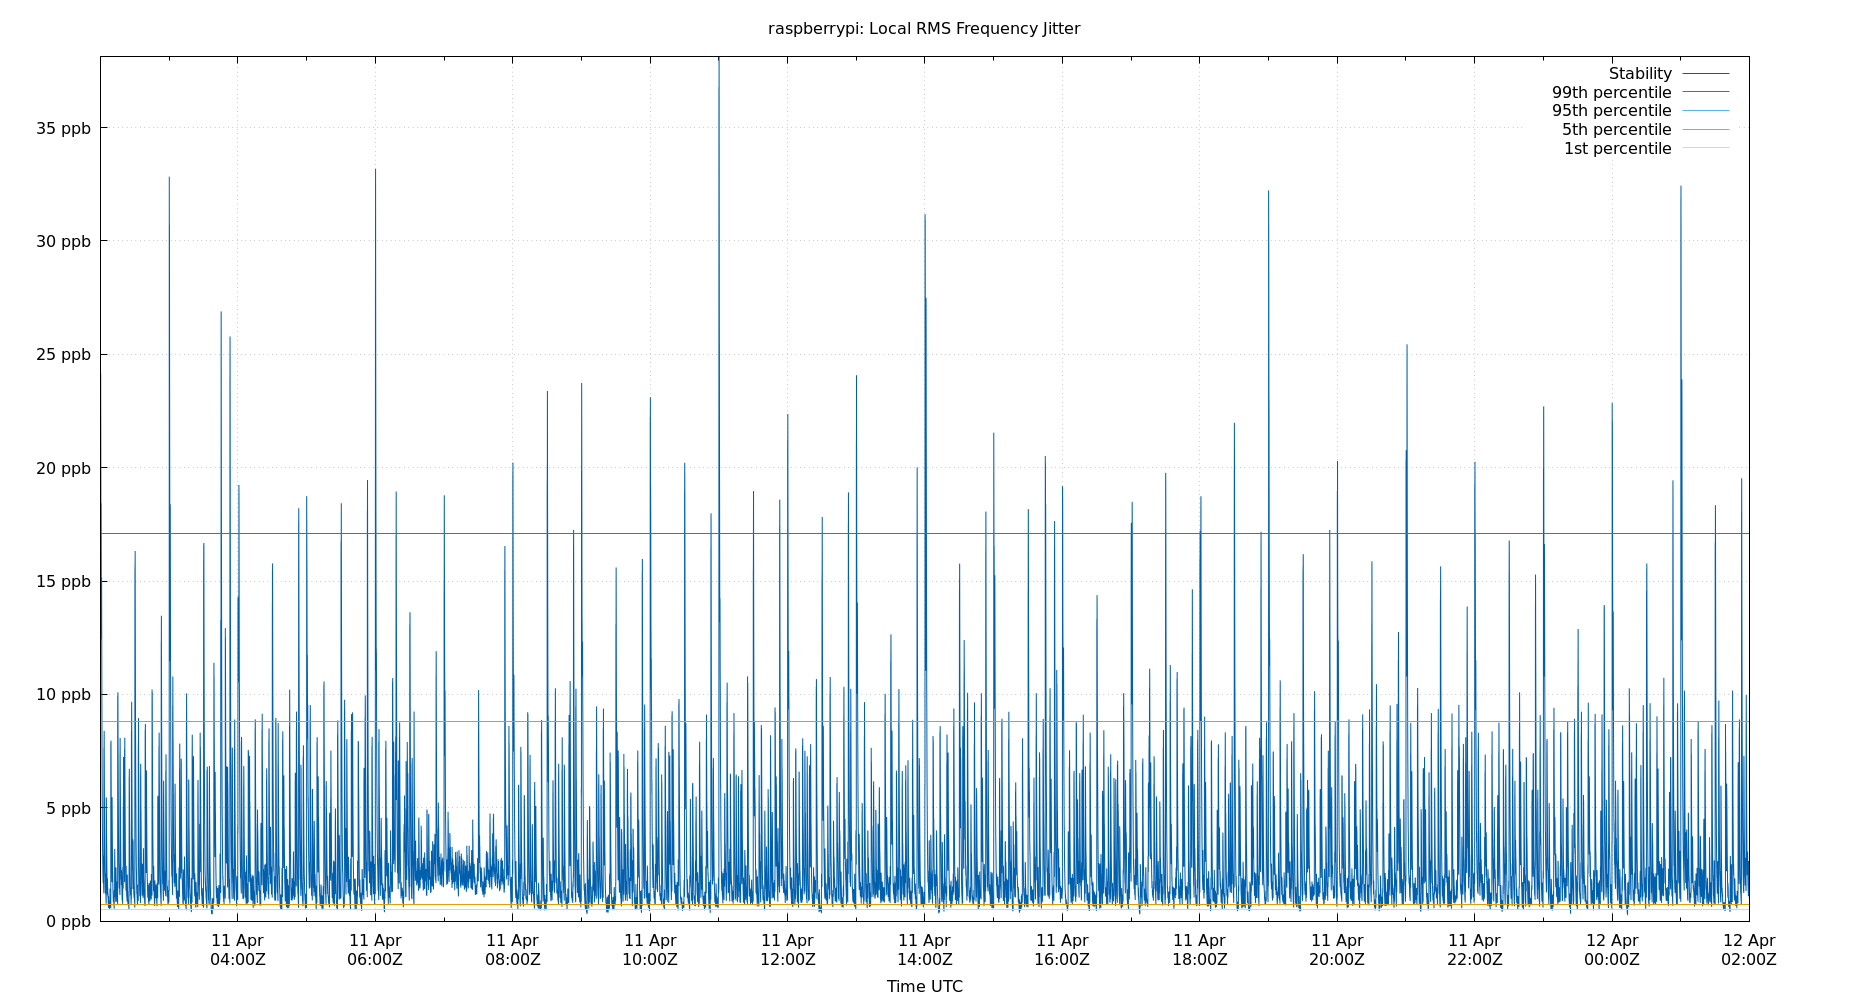 raspberrypi: Local RMS Frequency Jitter
Stability
99th percentile
95th percentile
5th percentile
1st percentile
35 ppb
30 ppb
25 ppb
20 ppb
15 ppb
10 ppb
5 ppb
0 ppb
11 Apr 11 Apr 11 Apr 11 Apr 11 Apr 11 Apr 11 Apr 11 Apr 11 Apr 11 Apr 12 Apr 12 Apr
04:00Z 06:00Z 08:00Z 10:00Z 12:00Z 14:00Z 16:00Z 18:00Z 20:00Z 22:00Z 00:00Z 02:00Z
Time UTC